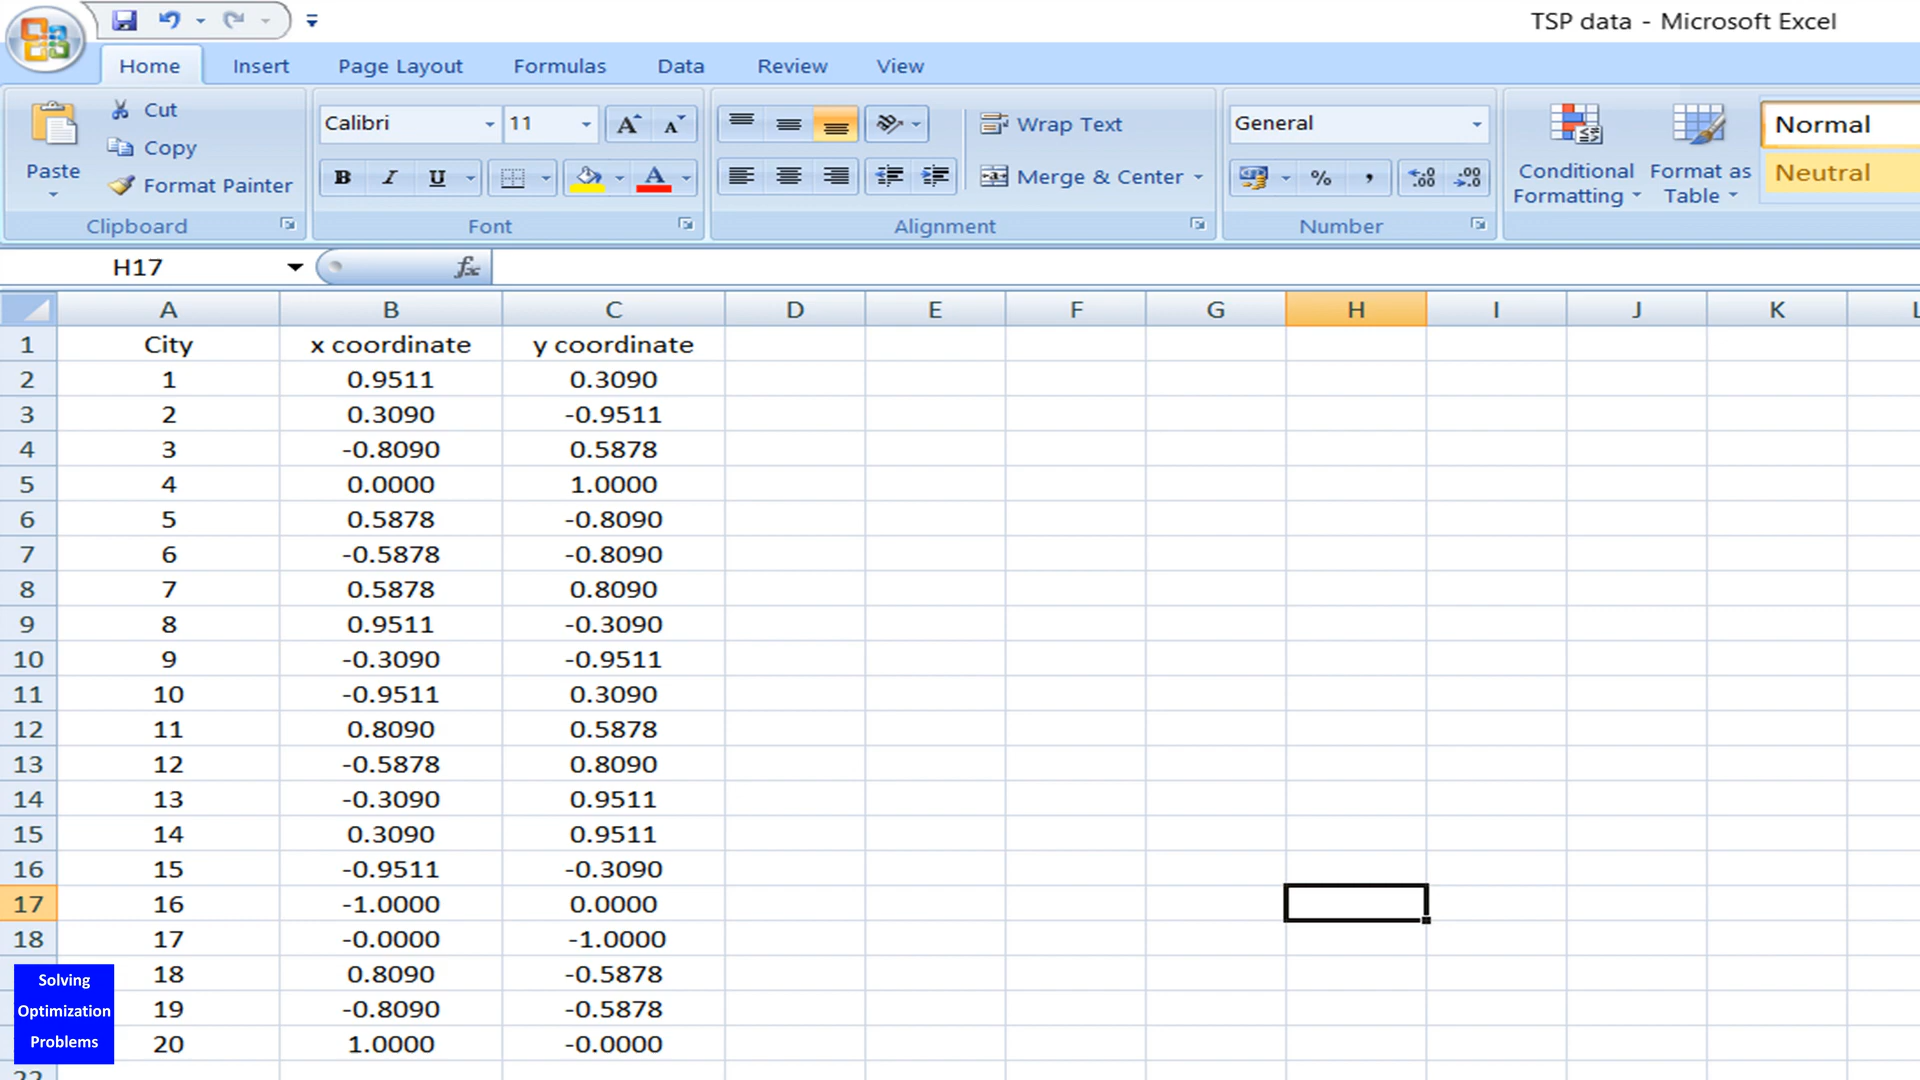 TSP data - Microsoft Excel
Home Insert Page Layout Formulas Data Review View
Paste
Cut
Copy
Format Painter
Clipboard
Calibri 11
B I U
Font
Wrap Text
Merge & Center
Alignment
General
Number
Conditional Formatting
Format as Table
Normal
Neutral
H17
A B C D E F G H I J K L
1 City x coordinate y coordinate
2 1 0.9511 0.3090
3 2 0.3090 -0.9511
4 3 -0.8090 0.5878
5 4 0.0000 1.0000
6 5 0.5878 -0.8090
7 6 -0.5878 -0.8090
8 7 0.5878 0.8090
9 8 0.9511 -0.3090
10 9 -0.3090 -0.9511
11 10 -0.9511 0.3090
12 11 0.8090 0.5878
13 12 -0.5878 0.8090
14 13 -0.3090 0.9511
15 14 0.3090 0.9511
16 15 -0.9511 -0.3090
17 16 -1.0000 0.0000
18 17 -0.0000 -1.0000
18 0.8090 -0.5878
19 -0.8090 -0.5878
20 1.0000 -0.0000
22
Solving
Optimization
Problems